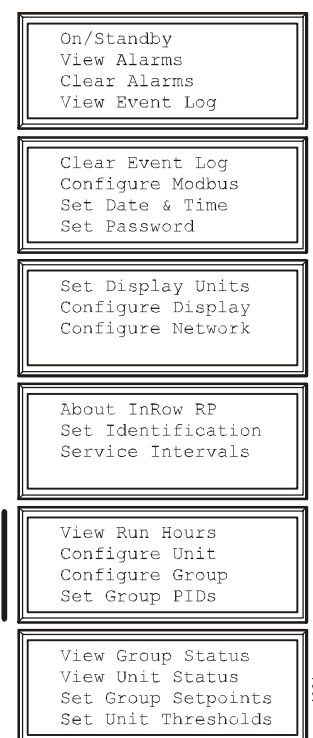 On/Standby
View Alarms
Clear Alarms
View Event Log
Clear Event Log
Configure Modbus
Set Date & Time
Set Password
Set Display Units
Configure Display
Configure Network
About InRow RP
Set Identification
Service Intervals
View Run Hours
Configure Unit
Configure Group
Set Group PIDs
View Group Status
View Unit Status
Set Group Setpoints
Set Unit Thresholds